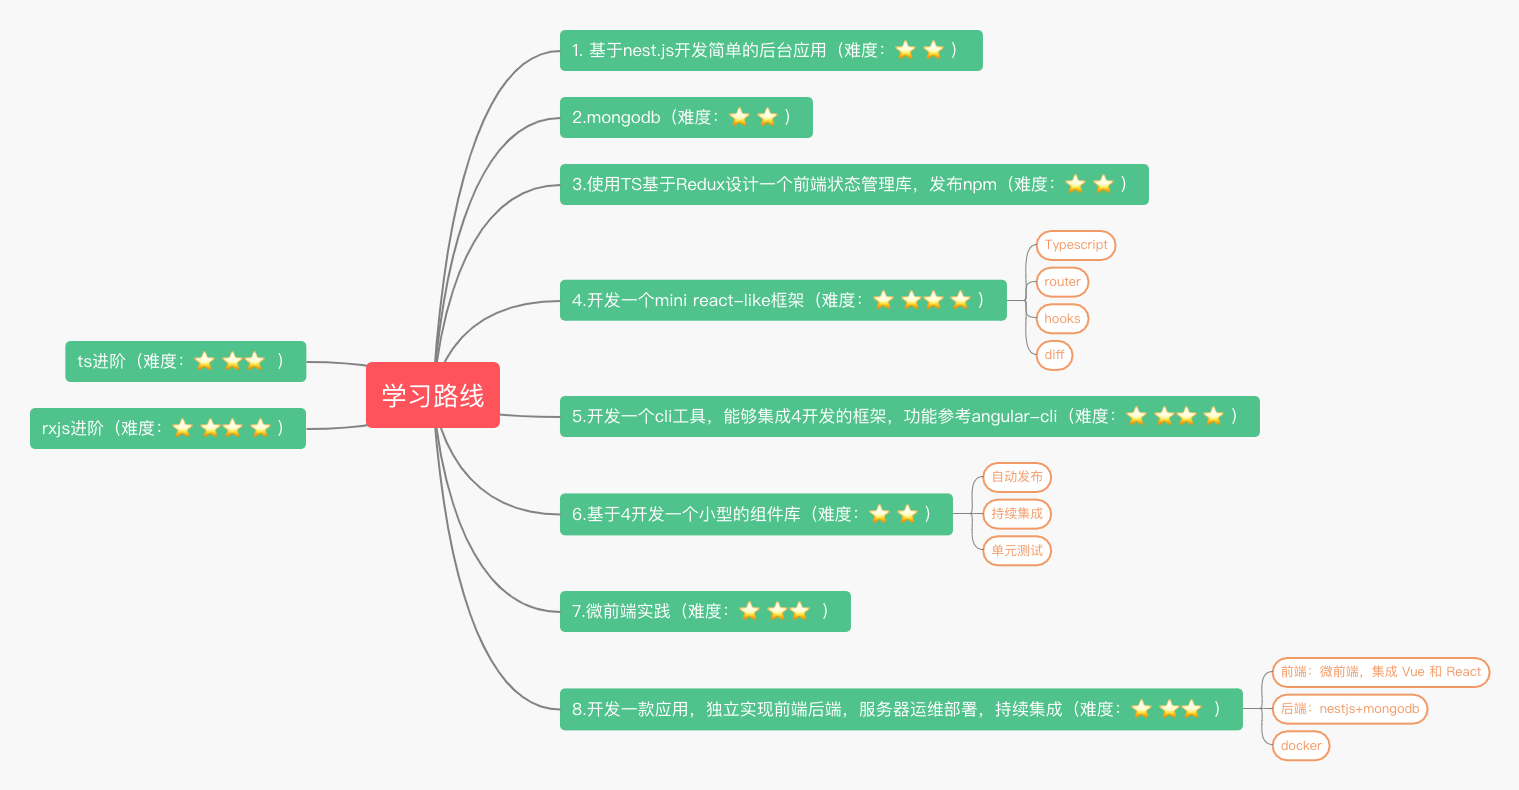 学习路线
1. 基于nest.js开发简单的后台应用（难度：⭐ ⭐ ）
2.mongodb（难度：⭐ ⭐ ）
3.使用TS基于Redux设计一个前端状态管理库，发布npm（难度：⭐ ⭐ ）
4.开发一个mini react-like框架（难度：⭐ ⭐⭐ ⭐ ）
Typescript
router
hooks
diff
5.开发一个cli工具，能够集成4开发的框架，功能参考angular-cli（难度：⭐ ⭐⭐ ⭐ ）
6.基于4开发一个小型的组件库（难度：⭐ ⭐ ）
自动发布
持续集成
单元测试
7.微前端实践（难度：⭐ ⭐⭐ ）
8.开发一款应用，独立实现前端后端，服务器运维部署，持续集成（难度：⭐ ⭐⭐ ）
前端：微前端，集成 Vue 和 React
后端：nestjs+mongodb
docker
ts进阶（难度：⭐ ⭐⭐ ）
rxjs进阶（难度：⭐ ⭐⭐ ⭐ ）